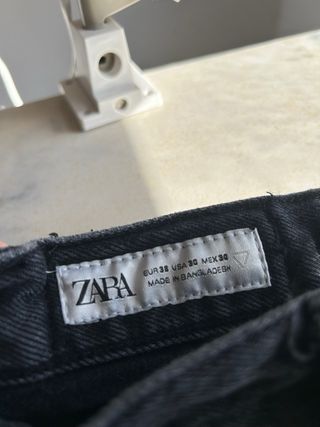 ZARA
EUR 38 USA 30 MEX 30
MADE IN BANGLADESH